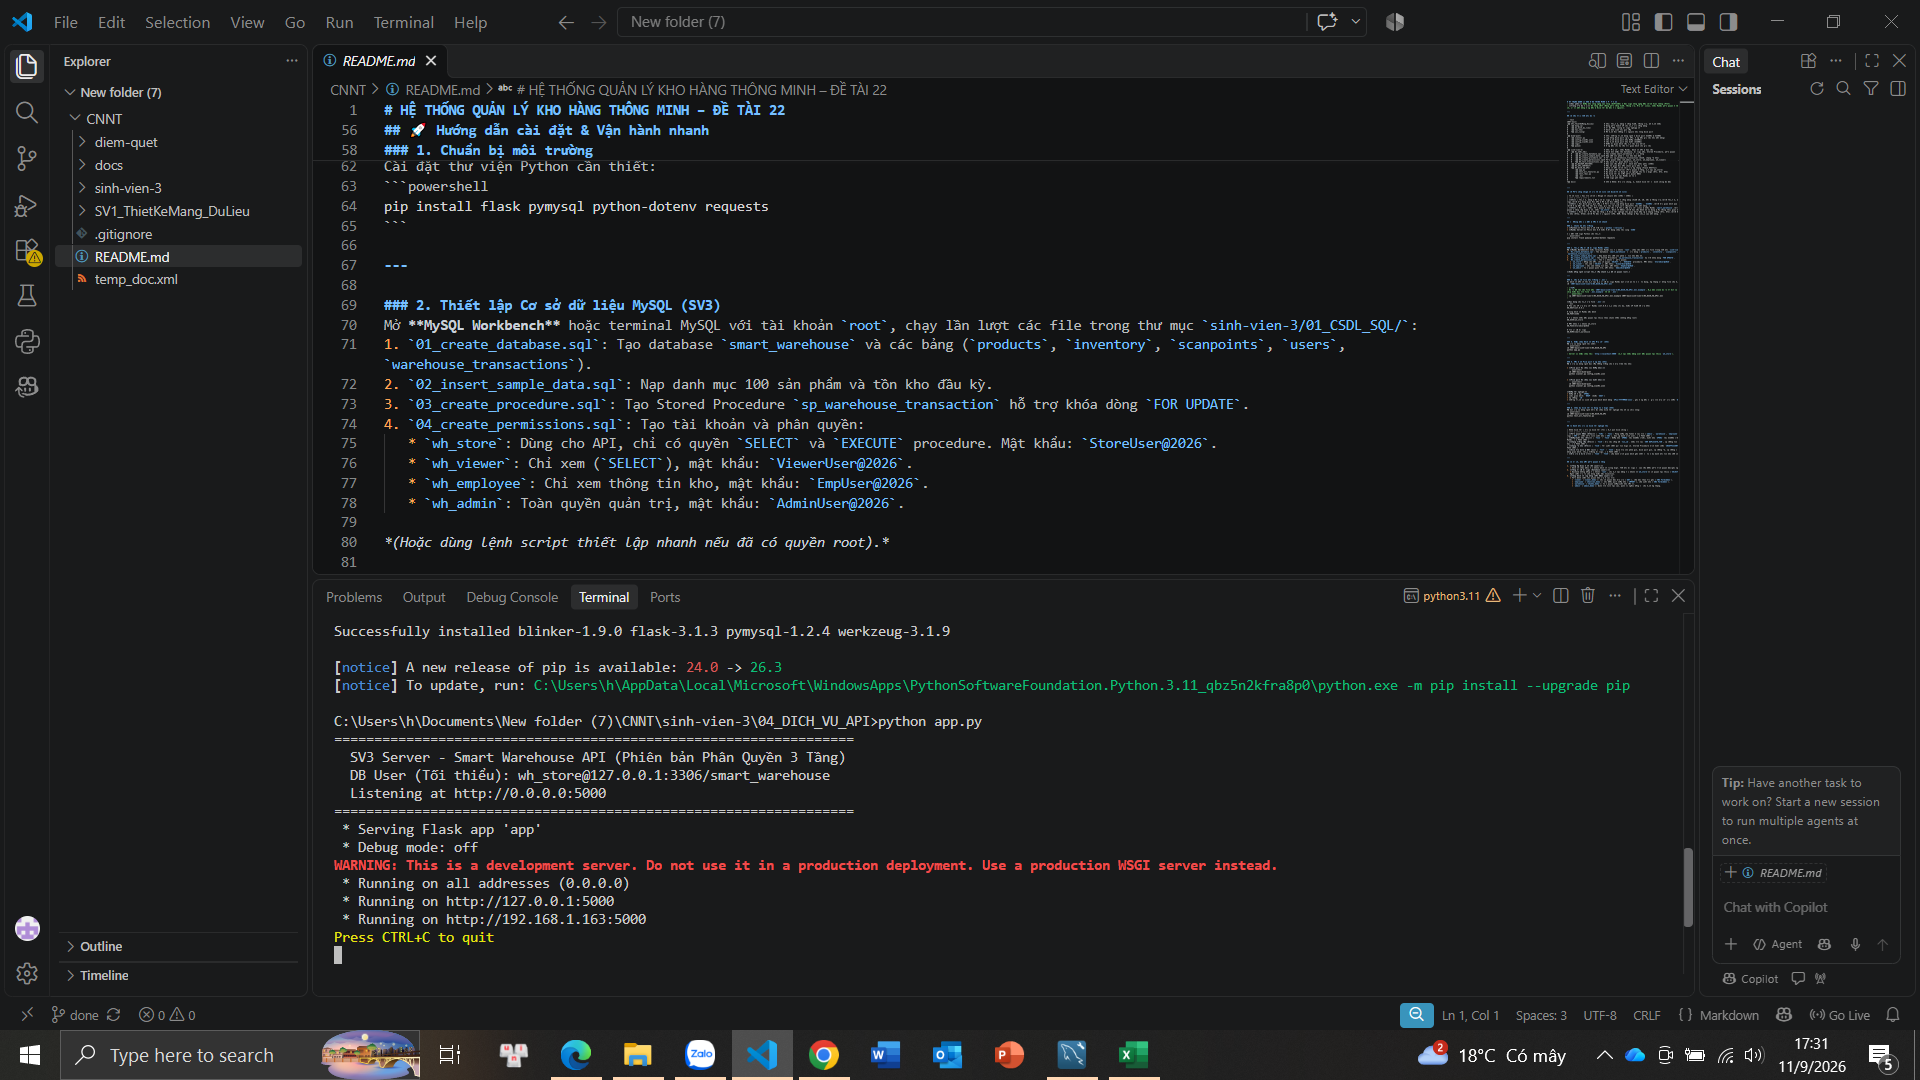 File Edit Selection View Go Run Terminal Help
New folder (7)
Explorer
New folder (7)
CNNT
diem-quet
docs
sinh-vien-3
SV1_ThietKeMang_DuLieu
.gitignore
README.md
temp_doc.xml
Outline
Timeline
README.md
CNNT > README.md > # HỆ THỐNG QUẢN LÝ KHO HÀNG THÔNG MINH – ĐỀ TÀI 22
Text Editor
1 # HỆ THỐNG QUẢN LÝ KHO HÀNG THÔNG MINH – ĐỀ TÀI 22
56 ## 🚀 Hướng dẫn cài đặt & Vận hành nhanh
58 ### 1. Chuẩn bị môi trường
62 Cài đặt thư viện Python cần thiết:
63 ```powershell
64 pip install flask pymysql python-dotenv requests
65 ```
66
67 ---
68
69 ### 2. Thiết lập Cơ sở dữ liệu MySQL (SV3)
70 Mở **MySQL Workbench** hoặc terminal MySQL với tài khoản `root`, chạy lần lượt các file trong thư mục `sinh-vien-3/01_CSDL_SQL/`:
71 1. `01_create_database.sql`: Tạo database `smart_warehouse` và các bảng (`products`, `inventory`, `scanpoints`, `users`,
`warehouse_transactions`).
72 2. `02_insert_sample_data.sql`: Nạp danh mục 100 sản phẩm và tồn kho đầu kỳ.
73 3. `03_create_procedure.sql`: Tạo Stored Procedure `sp_warehouse_transaction` hỗ trợ khóa dòng `FOR UPDATE`.
74 4. `04_create_permissions.sql`: Tạo tài khoản và phân quyền:
75 * `wh_store`: Dùng cho API, chỉ có quyền `SELECT` và `EXECUTE` procedure. Mật khẩu: `StoreUser@2026`.
76 * `wh_viewer`: Chỉ xem (`SELECT`), mật khẩu: `ViewerUser@2026`.
77 * `wh_employee`: Chỉ xem thông tin kho, mật khẩu: `EmpUser@2026`.
78 * `wh_admin`: Toàn quyền quản trị, mật khẩu: `AdminUser@2026`.
79
80 *(Hoặc dùng lệnh script thiết lập nhanh nếu đã có quyền root).*
81
Problems Output Debug Console Terminal Ports
python3.11
Successfully installed blinker-1.9.0 flask-3.1.3 pymysql-1.2.4 werkzeug-3.1.9
[notice] A new release of pip is available: 24.0 -> 26.3
[notice] To update, run: C:\Users\h\AppData\Local\Microsoft\WindowsApps\PythonSoftwareFoundation.Python.3.11_qbz5n2kfra8p0\python.exe -m pip install --upgrade pip
C:\Users\h\Documents\New folder (7)\CNNT\sinh-vien-3\04_DICH_VU_API>python app.py
=================================================================
SV3 Server - Smart Warehouse API (Phiên bản Phân Quyền 3 Tầng)
DB User (Tối thiểu): wh_store@127.0.0.1:3306/smart_warehouse
Listening at http://0.0.0.0:5000
=================================================================
* Serving Flask app 'app'
* Debug mode: off
WARNING: This is a development server. Do not use it in a production deployment. Use a production WSGI server instead.
* Running on all addresses (0.0.0.0)
* Running on http://127.0.0.1:5000
* Running on http://192.168.1.163:5000
Press CTRL+C to quit
Chat
Sessions
Tip: Have another task to
work on? Start a new session
to run multiple agents at
once.
README.md
Chat with Copilot
Agent
Copilot
done 0 0
Ln 1, Col 1 Spaces: 3 UTF-8 CRLF { } Markdown Go Live
Type here to search
Zalo
2
18°C Có mây
17:31
11/9/2026
5